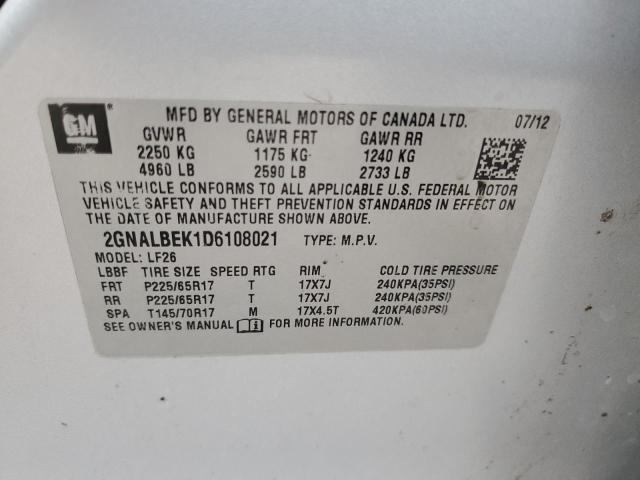 GM
MFD BY GENERAL MOTORS OF CANADA LTD. 07/12
GVWR GAWR FRT GAWR RR
2250 KG 1175 KG 1240 KG
4960 LB 2590 LB 2733 LB
THIS VEHICLE CONFORMS TO ALL APPLICABLE U.S. FEDERAL MOTOR
VEHICLE SAFETY AND THEFT PREVENTION STANDARDS IN EFFECT ON
THE DATE OF MANUFACTURE SHOWN ABOVE.
2GNALBEK1D6108021 TYPE: M.P.V.
MODEL: LF26
LBBF TIRE SIZE SPEED RTG RIM COLD TIRE PRESSURE
FRT P225/65R17 T 17X7J 240KPA(35PSI)
RR P225/65R17 T 17X7J 240KPA(35PSI)
SPA T145/70R17 M 17X4.5T 420KPA(60PSI)
SEE OWNER'S MANUAL FOR MORE INFORMATION.